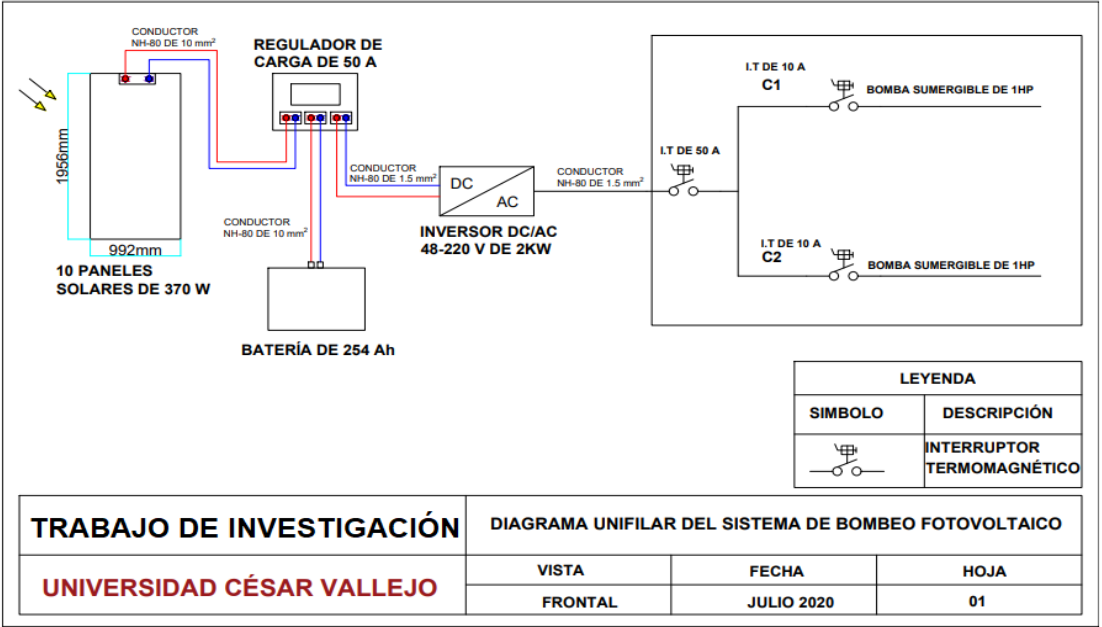 CONDUCTOR
NH-80 DE 10 mm²
REGULADOR DE
CARGA DE 50 A
1956mm
992mm
10 PANELES
SOLARES DE 370 W
CONDUCTOR
NH-80 DE 10 mm²
BATERÍA DE 254 Ah
CONDUCTOR
NH-80 DE 1.5 mm²
DC
AC
INVERSOR DC/AC
48-220 V DE 2KW
CONDUCTOR
NH-80 DE 1.5 mm²
I.T DE 50 A
I.T DE 10 A
C1
BOMBA SUMERGIBLE DE 1HP
I.T DE 10 A
C2
BOMBA SUMERGIBLE DE 1HP
LEYENDA
SIMBOLO
DESCRIPCIÓN
INTERRUPTOR
TERMOMAGNÉTICO
TRABAJO DE INVESTIGACIÓN
DIAGRAMA UNIFILAR DEL SISTEMA DE BOMBEO FOTOVOLTAICO
UNIVERSIDAD CÉSAR VALLEJO
VISTA
FECHA
HOJA
FRONTAL
JULIO 2020
01